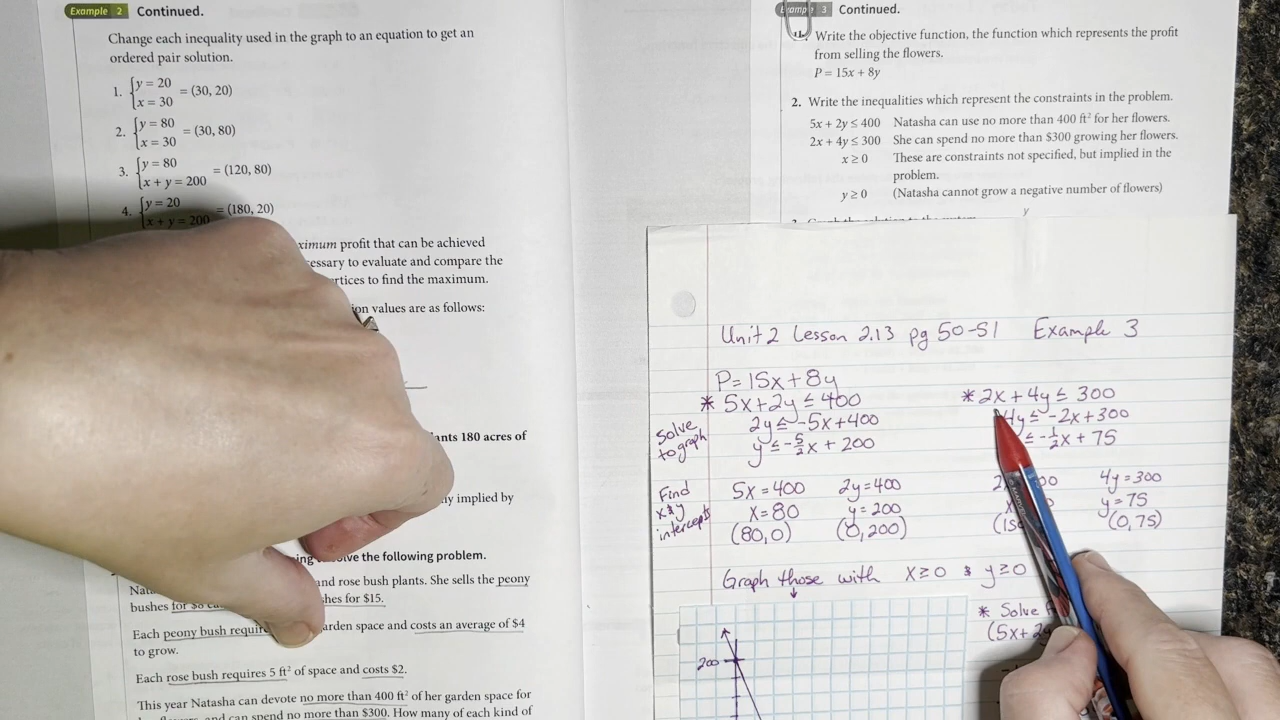 Example 2 Continued.
Change each inequality used in the graph to an equation to get an
ordered pair solution.
1. {y = 20
x = 30 = (30, 20)
2. {y = 80
x = 30 = (30, 80)
3. {y = 80
x + y = 200 = (120, 80)
4. {y = 20
x + y = 200 = (180, 20)
ximum profit that can be achieved
essary to evaluate and compare the
rtices to find the maximum.
ion values are as follows:
ants 180 acres of
ly implied by
ing solve the following problem.
and rose bush plants. She sells the peony
bushes for $8 hes for $15.
Each peony bush require arden space and costs an average of $4
to grow.
Each rose bush requires 5 ft² of space and costs $2.
This year Natasha can devote no more than 400 ft² of her garden space for
and can spend no more than $300. How many of each kind of
Example 3 Continued.
1. Write the objective function, the function which represents the profit
from selling the flowers.
P = 15x + 8y
2. Write the inequalities which represent the constraints in the problem.
5x + 2y ≤ 400 Natasha can use no more than 400 ft² for her flowers.
2x + 4y ≤ 300 She can spend no more than $300 growing her flowers.
x ≥ 0 These are constraints not specified, but implied in the
problem.
y ≥ 0 (Natasha cannot grow a negative number of flowers)
y
Unit 2 Lesson 2.13 pg 50-51 Example 3
P=15x+8y
* 5x+2y ≤ 400 * 2x+4y ≤ 300
Solve to graph
2y ≤ -5x+400 4y ≤ -2x+300
y ≤ -5/2x + 200 ≤ -1/2x + 75
Find x & y intercepts
5x=400 2y=400 4y=300
x=80 y=200 y=75
(80,0) (0,200) (0,75)
Graph those with x≥0 & y≥0
* Solve
(5x+2y
200